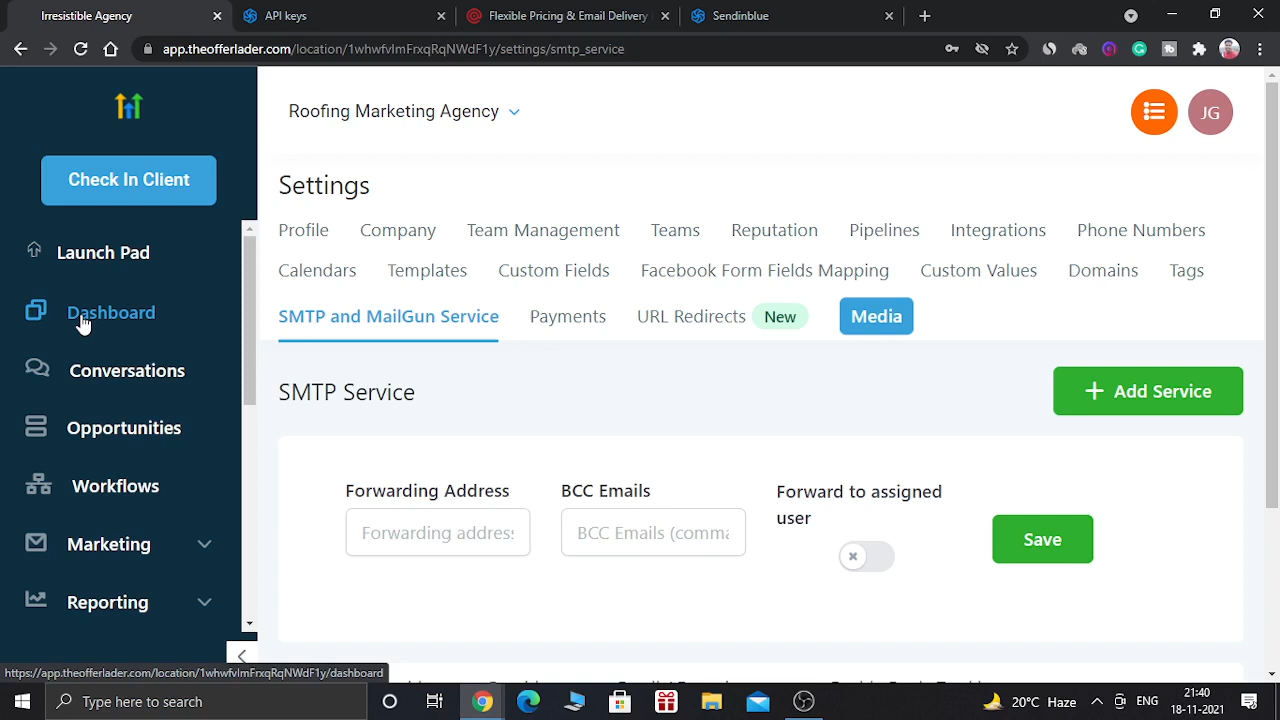 Irresistible Agency
API keys
Flexible Pricing & Email Delivery
Sendinblue
app.theofferlader.com/location/1whwfvlmFrxqRqNWdF1y/settings/smtp_service
Roofing Marketing Agency
JG
Check In Client
Settings
Profile Company Team Management Teams Reputation Pipelines Integrations Phone Numbers
Launch Pad
Calendars Templates Custom Fields Facebook Form Fields Mapping Custom Values Domains Tags
Dashboard
SMTP and MailGun Service Payments URL Redirects New Media
Conversations
SMTP Service
Add Service
Opportunities
Workflows
Forwarding Address
BCC Emails
Forward to assigned
user
Forwarding address
BCC Emails (comma
Save
Marketing
Reporting
https://app.theofferlader.com/location/1whwfvlmFrxqRqNWdF1y/dashboard
Type here to search
20°C Haze
ENG
21:40
18-11-2021